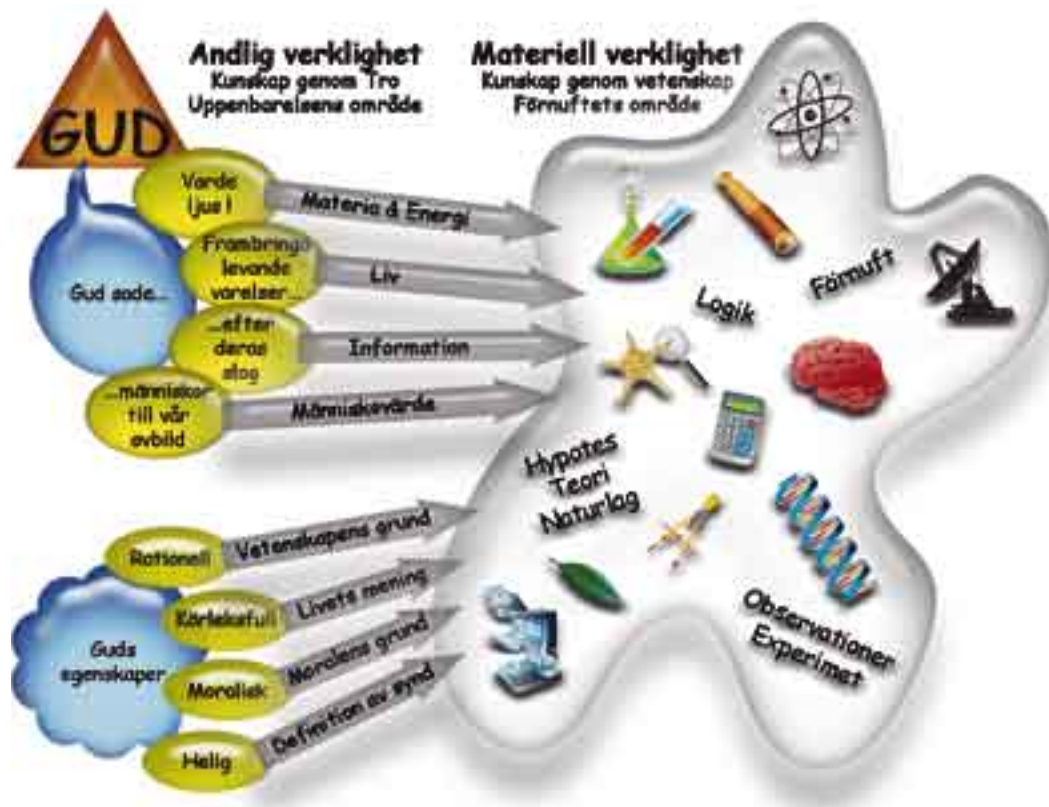 GUD
Andlig verklighet
Kunskap genom Tro
Uppenbarelsens område
Materiell verklighet
Kunskap genom vetenskap
Förnuftets område
Gud sade...
Varde
ljus!
Materia & Energi
Frambringa
levande
varelser...
Liv
...efter
deras
slag
Information
...människor
till vår
avbild
Människovärde
Guds
egenskaper
Rationell
Vetenskapens grund
Kärleksfull
Livets mening
Moralisk
Moralens grund
Helig
Definition av synd
Logik
Förnuft
Hypotes
Teori
Naturlag
Observationer
Experimet